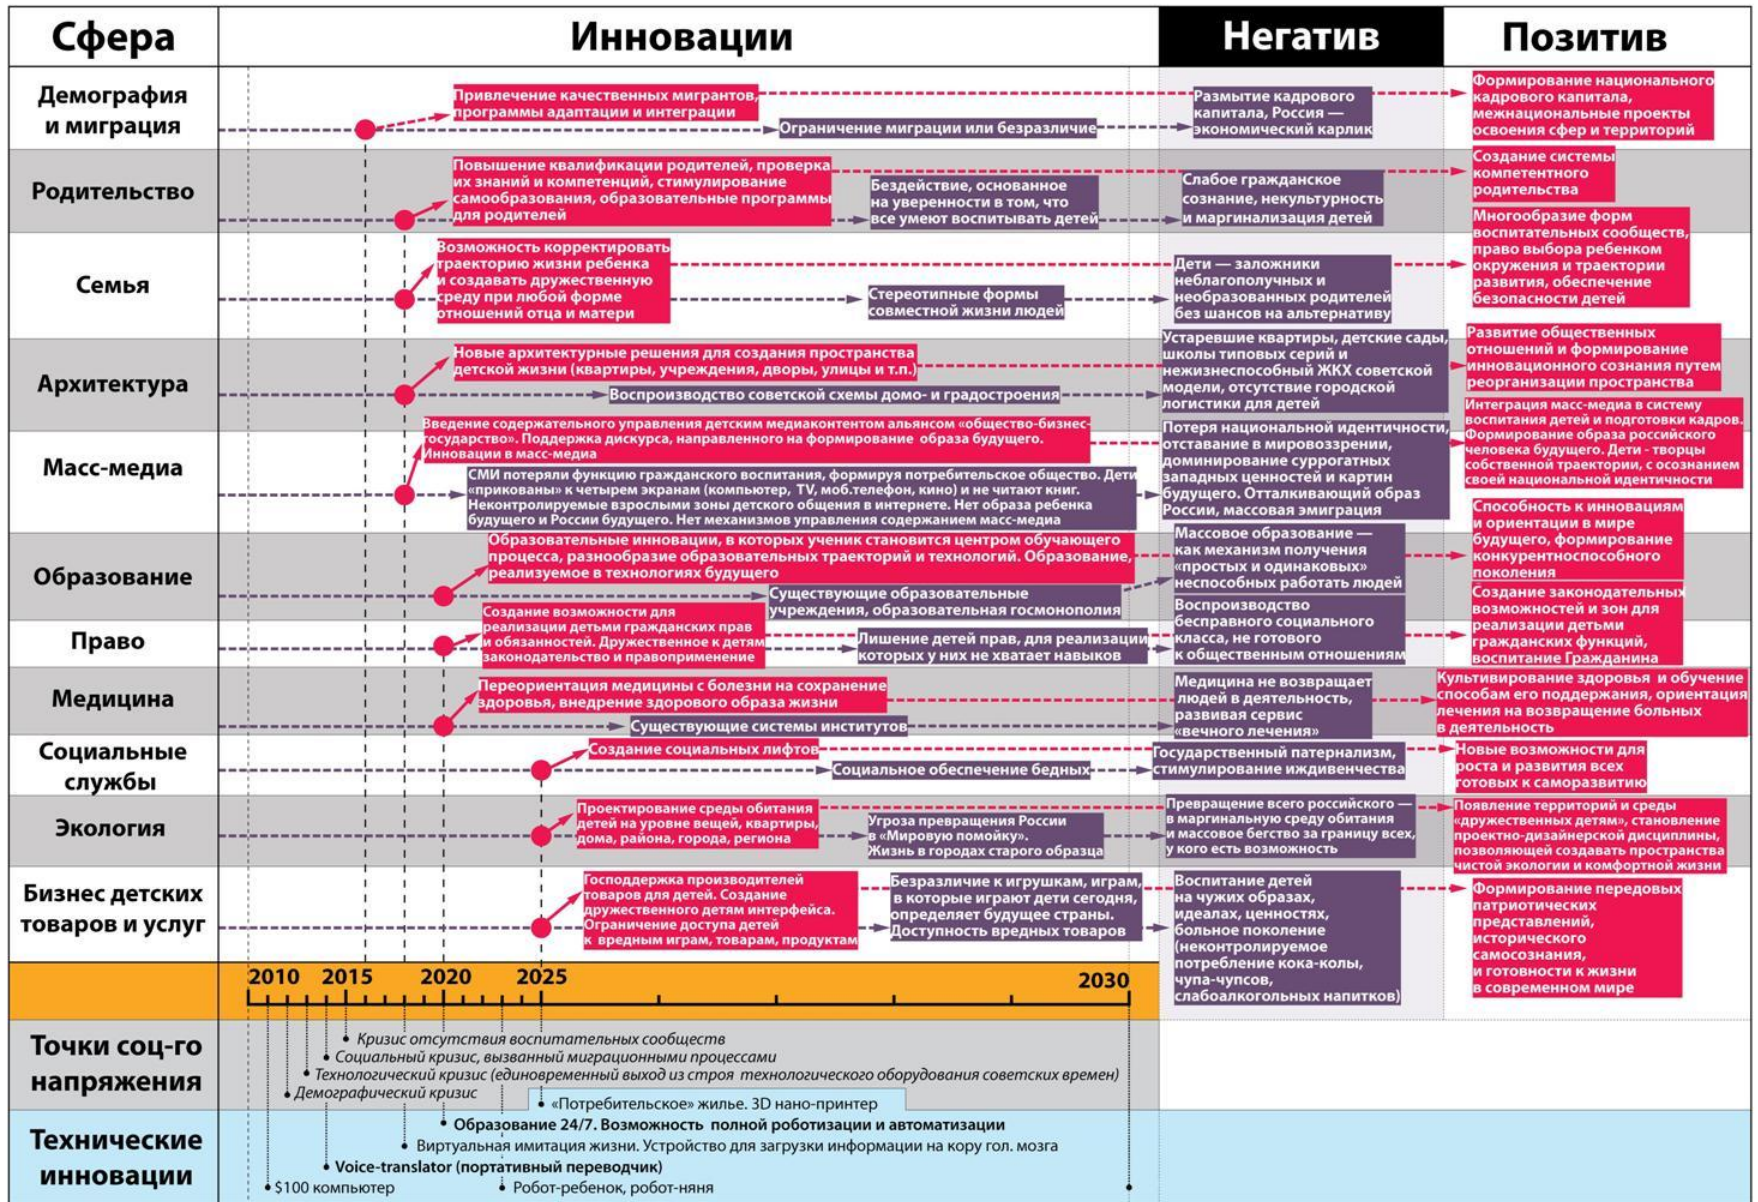 Сфера
Инновации
Негатив
Позитив
Демография
и миграция
Привлечение качественных мигрантов,
программы адаптации и интеграции
Ограничение миграции или безразличие
Размытие кадрового
капитала, Россия —
экономический карлик
Формирование национального
кадрового капитала,
межнациональные проекты
освоения сфер и территорий
Родительство
Повышение квалификации родителей, проверка
их знаний и компетенций, стимулирование
самообразования, образовательные программы
для родителей
Бездействие, основанное
на уверенности в том, что
все умеют воспитывать детей
Слабое гражданское
сознание, некультурность
и маргинализация детей
Создание системы
компетентного
родительства
Семья
Возможность корректировать
траекторию жизни ребенка
и создавать дружественную
среду при любой форме
отношений отца и матери
Стереотипные формы
совместной жизни людей
Дети — заложники
неблагополучных и
необразованных родителей
без шансов на альтернативу
Многообразие форм
воспитательных сообществ,
право выбора ребенком
окружения и траектории
развития, обеспечение
безопасности детей
Архитектура
Новые архитектурные решения для создания пространства
детской жизни (квартиры, учреждения, дворы, улицы и т.п.)
Воспроизводство советской схемы домо- и градостроения
Устаревшие квартиры, детские сады,
школы типовых серий и
нежизнеспособный ЖКХ советской
модели, отсутствие городской
логистики для детей
Развитие общественных
отношений и формирование
инновационного сознания путем
реорганизации пространства
Масс-медиа
Введение содержательного управления детским медиаконтентом альянсом «общество-бизнес-
государство». Поддержка дискурса, направленного на формирование образа будущего.
Инновации в масс-медиа
СМИ потеряли функцию гражданского воспитания, формируя потребительское общество. Дети
«прикованы» к четырем экранам (компьютер, TV, моб.телефон, кино) и не читают книг.
Неконтролируемые взрослыми зоны детского общения в интернете. Нет образа ребенка
будущего и России будущего. Нет механизмов управления содержанием масс-медиа
Потеря национальной идентичности,
отставание в мировоззрении,
доминирование суррогатных
западных ценностей и картин
будущего. Отталкивающий образ
России, массовая эмиграция
Интеграция масс-медиа в систему
воспитания детей и подготовки кадров.
Формирование образа российского
человека будущего. Дети - творцы
собственной траектории, с осознанием
своей национальной идентичности
Образование
Образовательные инновации, в которых ученик становится центром обучающего
процесса, разнообразие образовательных траекторий и технологий. Образование,
реализуемое в технологиях будущего
Существующие образовательные
учреждения, образовательная госмонополия
Массовое образование —
как механизм получения
«простых и одинаковых»
неспособных работать людей
Способность к инновациям
и ориентации в мире
будущего, формирование
конкурентноспособного
поколения
Право
Создание возможности для
реализации детьми гражданских прав
и обязанностей. Дружественное к детям
законодательство и правоприменение
Лишение детей прав, для реализации
которых у них не хватает навыков
Воспроизводство
бесправного социального
класса, не готового
к общественным отношениям
Создание законодательных
возможностей и зон для
реализации детьми
гражданских функций,
воспитание Гражданина
Медицина
Переориентация медицины с болезни на сохранение
здоровья, внедрение здорового образа жизни
Существующие системы институтов
Медицина не возвращает
людей в деятельность,
развивая сервис
«вечного лечения»
Культивирование здоровья и обучение
способам его поддержания, ориентация
лечения на возвращение больных
в деятельность
Социальные
службы
Создание социальных лифтов
Социальное обеспечение бедных
Государственный патернализм,
стимулирование иждивенчества
Новые возможности для
роста и развития всех
готовых к саморазвитию
Экология
Проектирование среды обитания
детей на уровне вещей, квартиры,
дома, района, города, региона
Угроза превращения России
в «Мировую помойку».
Жизнь в городах старого образца
Превращение всего российского —
в маргинальную среду обитания
и массовое бегство за границу всех,
у кого есть возможность
Появление территорий и среды
«дружественных детям», становление
проектно-дизайнерской дисциплины,
позволяющей создавать пространства
чистой экологии и комфортной жизни
Бизнес детских
товаров и услуг
Господдержка производителей
товаров для детей. Создание
дружественного детям интерфейса.
Ограничение доступа детей
к вредным играм, товарам, продуктам
Безразличие к игрушкам, играм,
в которые играют дети сегодня,
определяет будущее страны.
Доступность вредных товаров
Воспитание детей
на чужих образах,
идеалах, ценностях,
больное поколение
(неконтролируемое
потребление кока-колы,
чупа-чупсов,
слабоалкогольных напитков)
Формирование передовых
патриотических
представлений,
исторического
самосознания,
и готовности к жизни
в современном мире
2010 2015 2020 2025 2030
Точки соц-го
напряжения
Кризис отсутствия воспитательных сообществ
Социальный кризис, вызванный миграционными процессами
Технологический кризис (единовременный выход из строя технологического оборудования советских времен)
Демографический кризис
Технические
инновации
«Потребительское» жилье. 3D нано-принтер
Образование 24/7. Возможность полной роботизации и автоматизации
Виртуальная имитация жизни. Устройство для загрузки информации на кору гол. мозга
Voice-translator (портативный переводчик)
$100 компьютер
Робот-ребенок, робот-няня